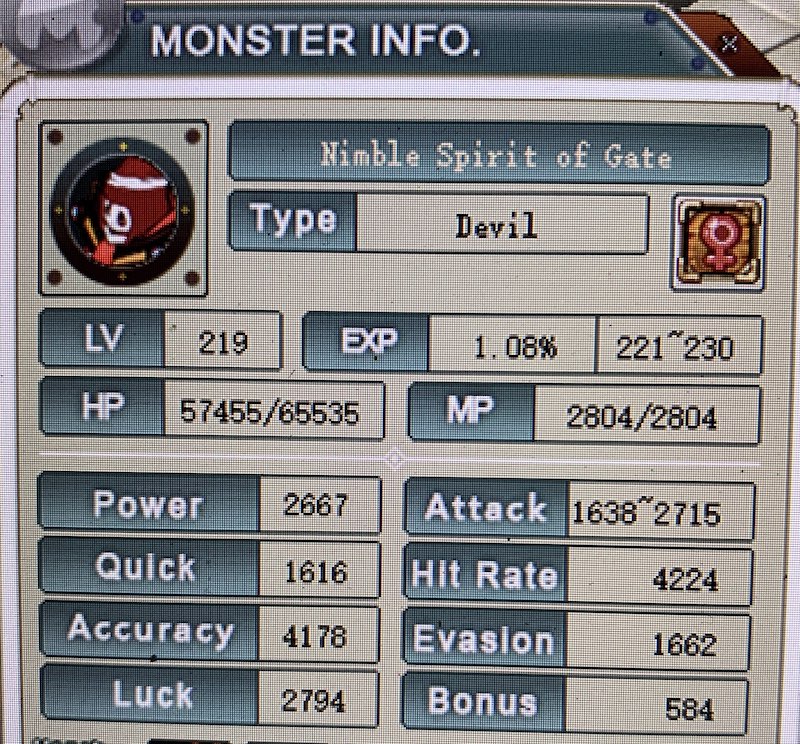 MONSTER INFO.
Nimble Spirit of Gate
Type Devil
LV 219 EXP 1.08% 221~230
HP 57455/65535 MP 2804/2804
Power 2667 Attack 1638~2715
Quick 1616 Hit Rate 4224
Accuracy 4178 Evasion 1662
Luck 2794 Bonus 584